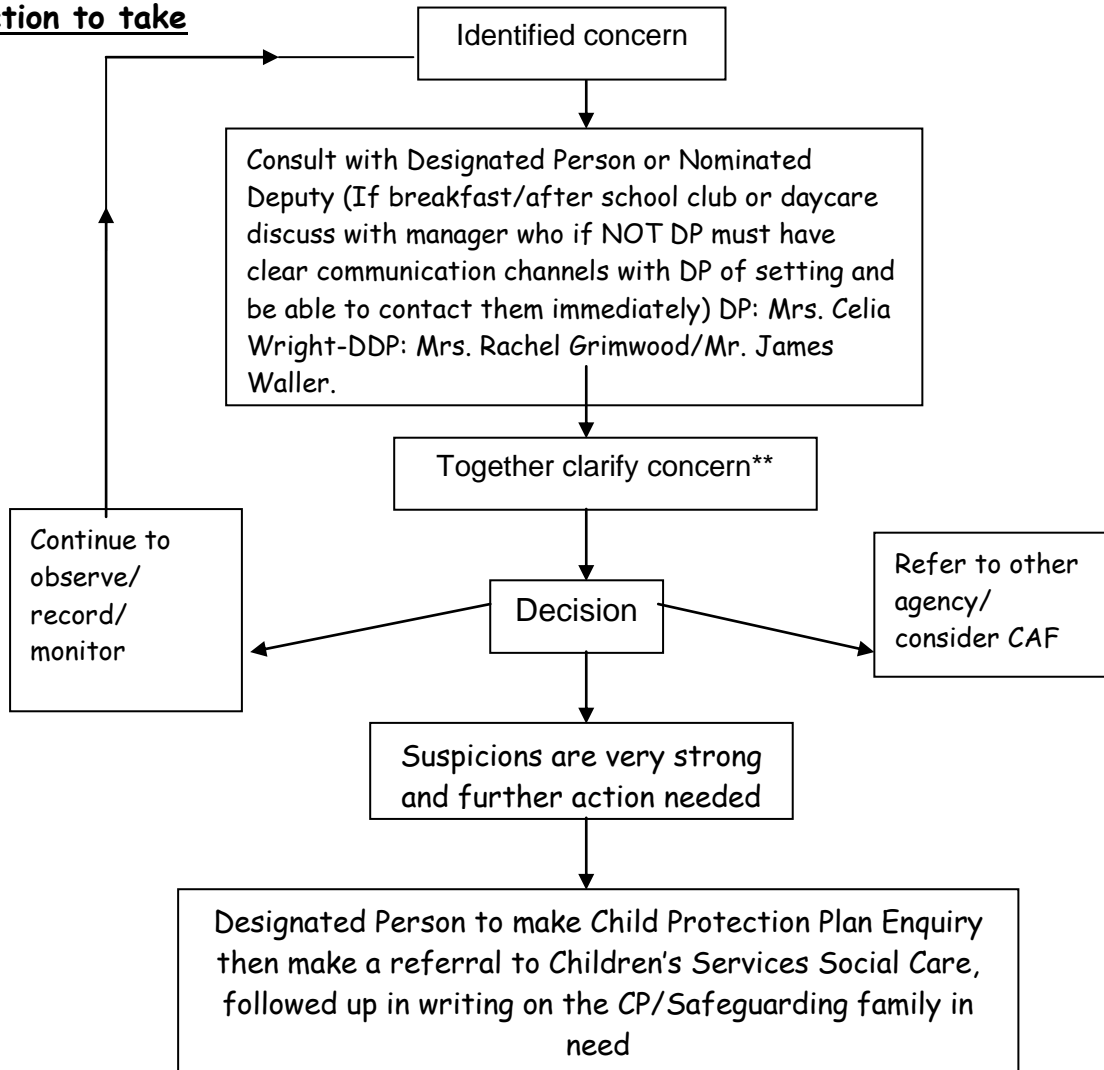 ction to take
Identified concern
Consult with Designated Person or Nominated
Deputy (If breakfast/after school club or daycare
discuss with manager who if NOT DP must have
clear communication channels with DP of setting and
be able to contact them immediately) DP: Mrs. Celia
Wright-DDP: Mrs. Rachel Grimwood/Mr. James
Waller.
Together clarify concern**
Continue to
observe/
record/
monitor
Decision
Refer to other
agency/
consider CAF
Suspicions are very strong
and further action needed
Designated Person to make Child Protection Plan Enquiry
then make a referral to Children's Services Social Care,
followed up in writing on the CP/Safeguarding family in
need